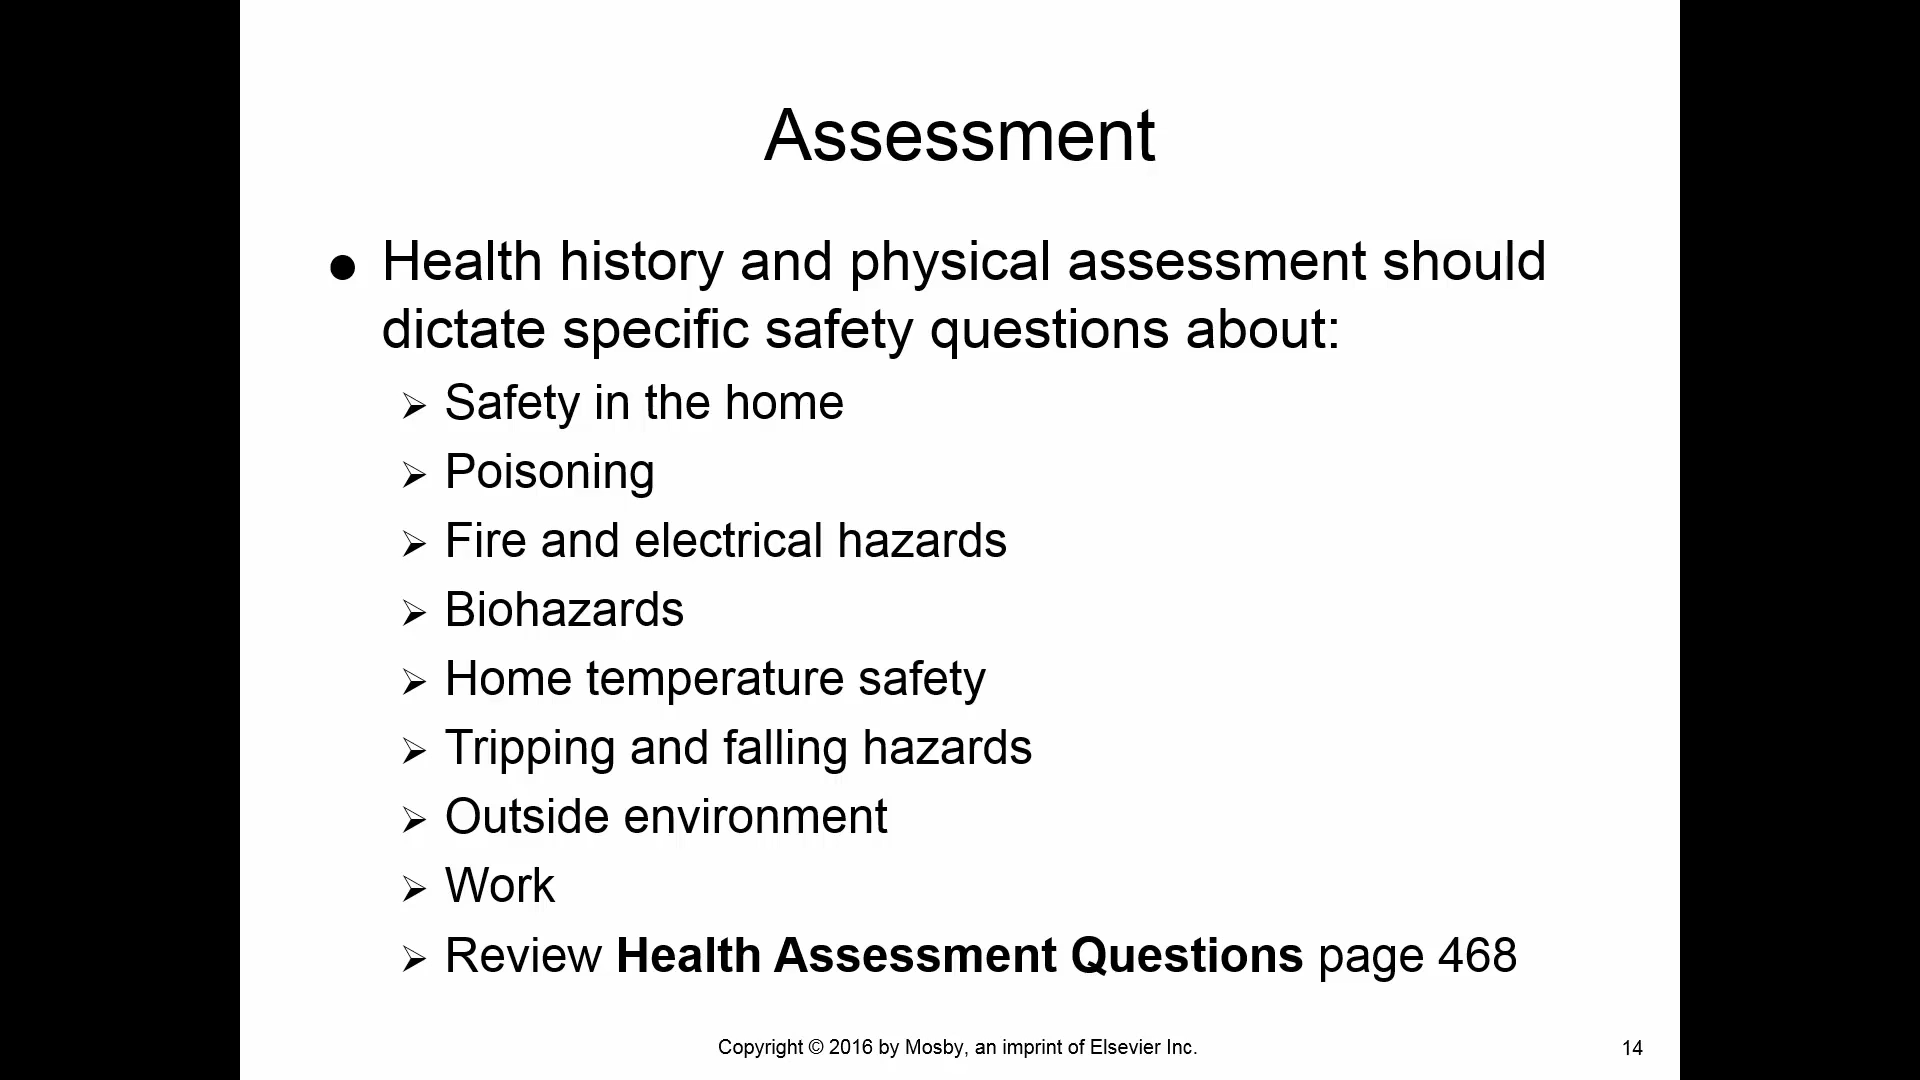 Assessment
● Health history and physical assessment should
dictate specific safety questions about:
➢ Safety in the home
➢ Poisoning
➢ Fire and electrical hazards
➢ Biohazards
➢ Home temperature safety
➢ Tripping and falling hazards
➢ Outside environment
➢ Work
➢ Review Health Assessment Questions page 468
Copyright © 2016 by Mosby, an imprint of Elsevier Inc.
14